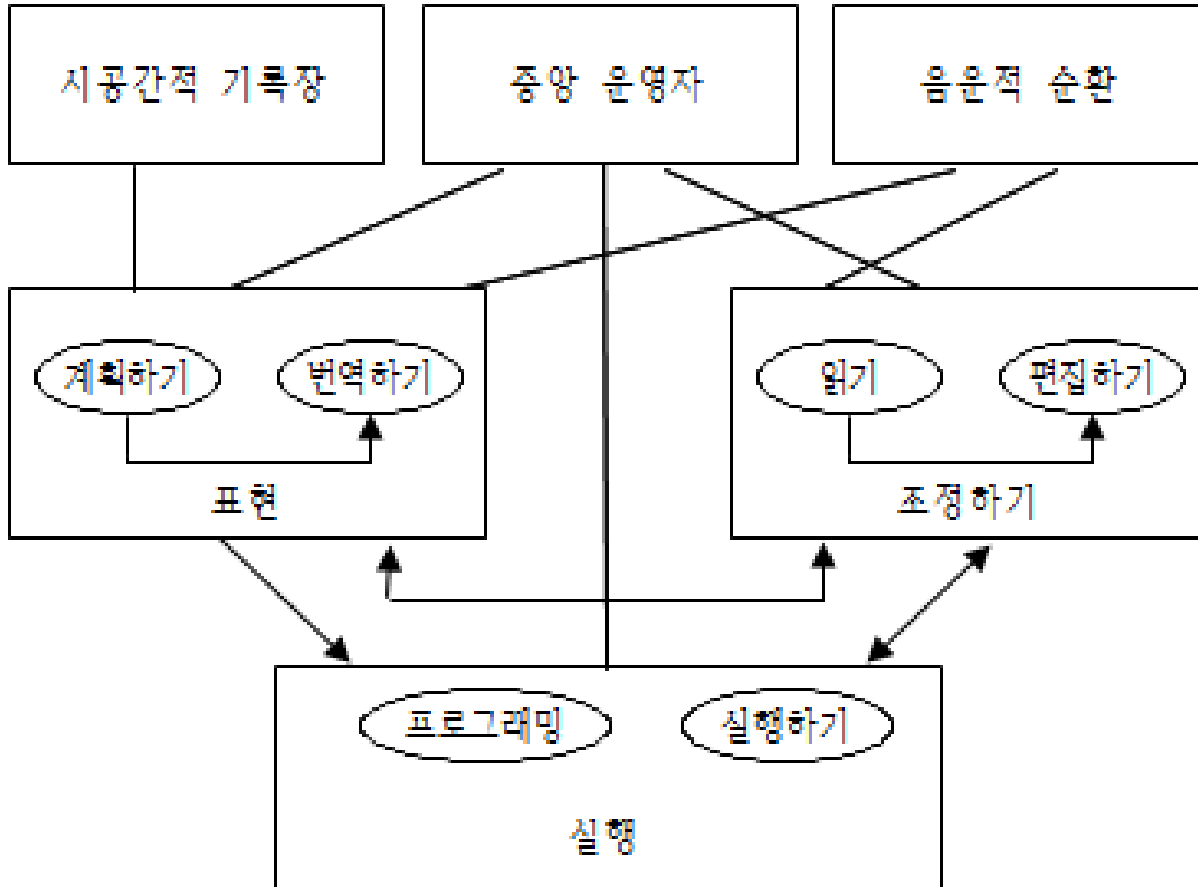 시공간적 기록장
중앙 운영자
음운적 순환
계획하기
번역하기
읽기
편집하기
표현
조정하기
프로그래밍
실행하기
실행